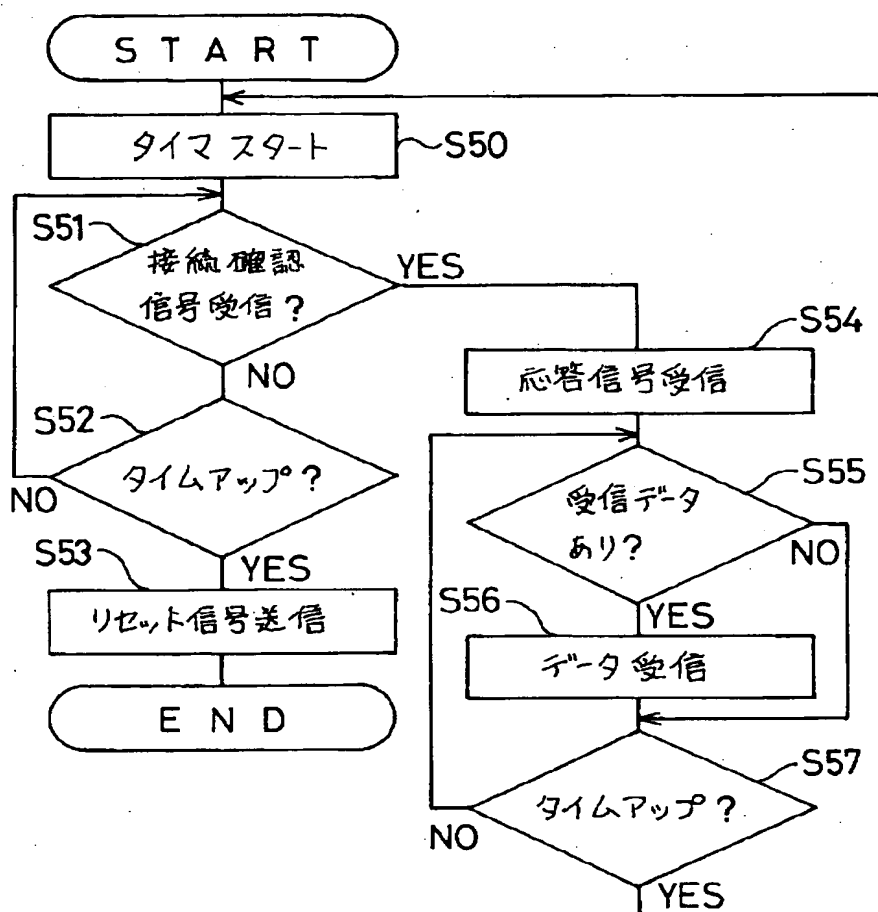 START
タイマスタート
S50
S51
接続確認
信号受信?
YES
NO
S52
タイムアップ?
NO
YES
S53
リセット信号送信
END
S54
応答信号受信
S55
受信データ
あり?
NO
YES
S56
データ受信
S57
タイムアップ?
NO
YES